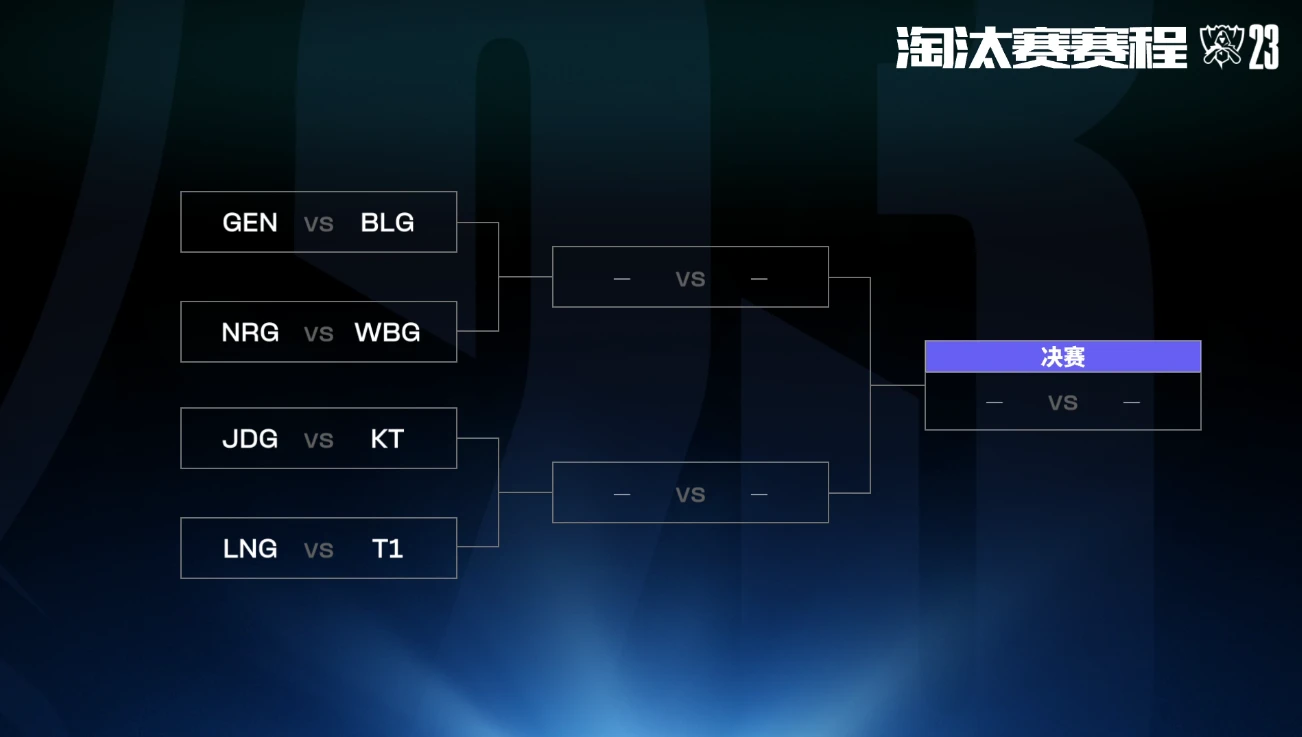 淘汰赛赛程 23
GEN VS BLG
NRG VS WBG
— VS —
JDG VS KT
— VS —
LNG VS T1
决赛
— VS —